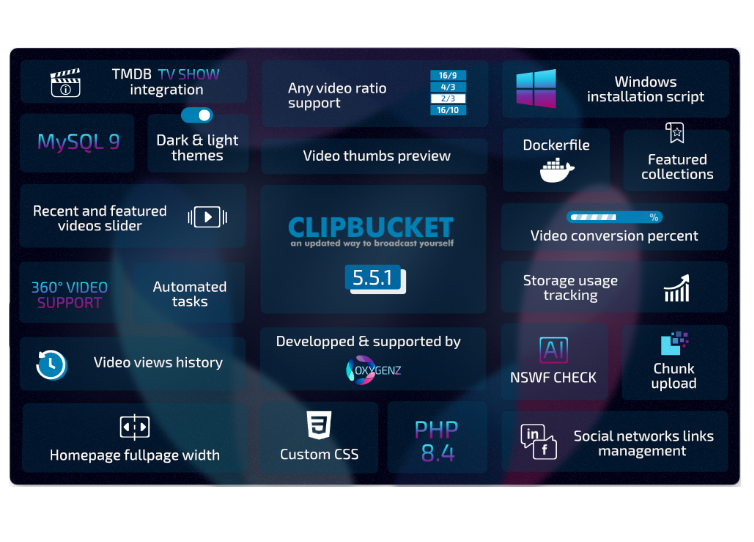 TMDB TV SHOW
integration
Any video ratio
support
16/9
4/3
2/3
16/10
Windows
installation script
MySQL 9
Dark & light
themes
Video thumbs preview
Dockerfile
Featured
collections
Recent and featured
videos slider
CLIPBUCKET
an updated way to broadcast yourself
5.5.1
%
Video conversion percent
360° VIDEO
SUPPORT
Automated
tasks
Storage usage
tracking
Video views history
Developped & supported by
OXYGENZ
AI
NSWF CHECK
Chunk
upload
Homepage fullpage width
Custom CSS
PHP
8.4
in
f
Social networks links
management